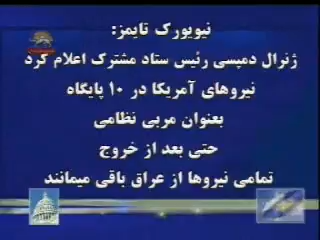 نیویورک تایمز:
ژنرال دمپسی رئیس ستاد مشترک اعلام کرد
نیروهای آمریکا در ۱۰ پایگاه
بعنوان مربی نظامی
حتی بعد از خروج
تمامی نیروها از عراق باقی میمانند